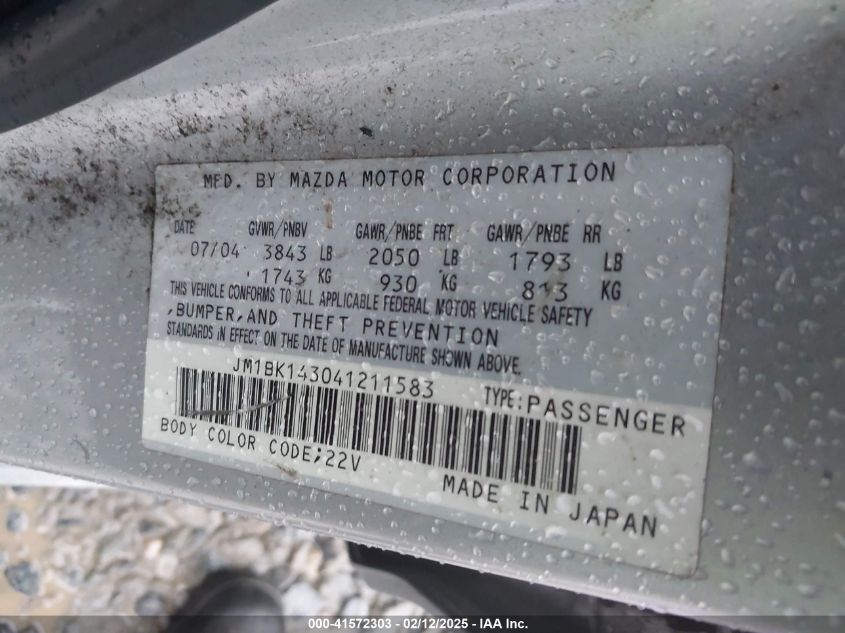 MFD. BY MAZDA MOTOR CORPORATION
DATE GVWR/PNBV GAWR/PNBE FRT GAWR/PNBE RR
07/04 3843 LB 2050 LB 1793 LB
1743 KG 930 KG 813 KG
THIS VEHICLE CONFORMS TO ALL APPLICABLE FEDERAL MOTOR VEHICLE SAFETY
,BUMPER,AND THEFT PREVENTION
STANDARDS IN EFFECT ON THE DATE OF MANUFACTURE SHOWN ABOVE.
JM1BK143041211583 TYPE:PASSENGER
BODY COLOR CODE;22V
MADE IN JAPAN
000-41572303 - 02/12/2025 - IAA Inc.